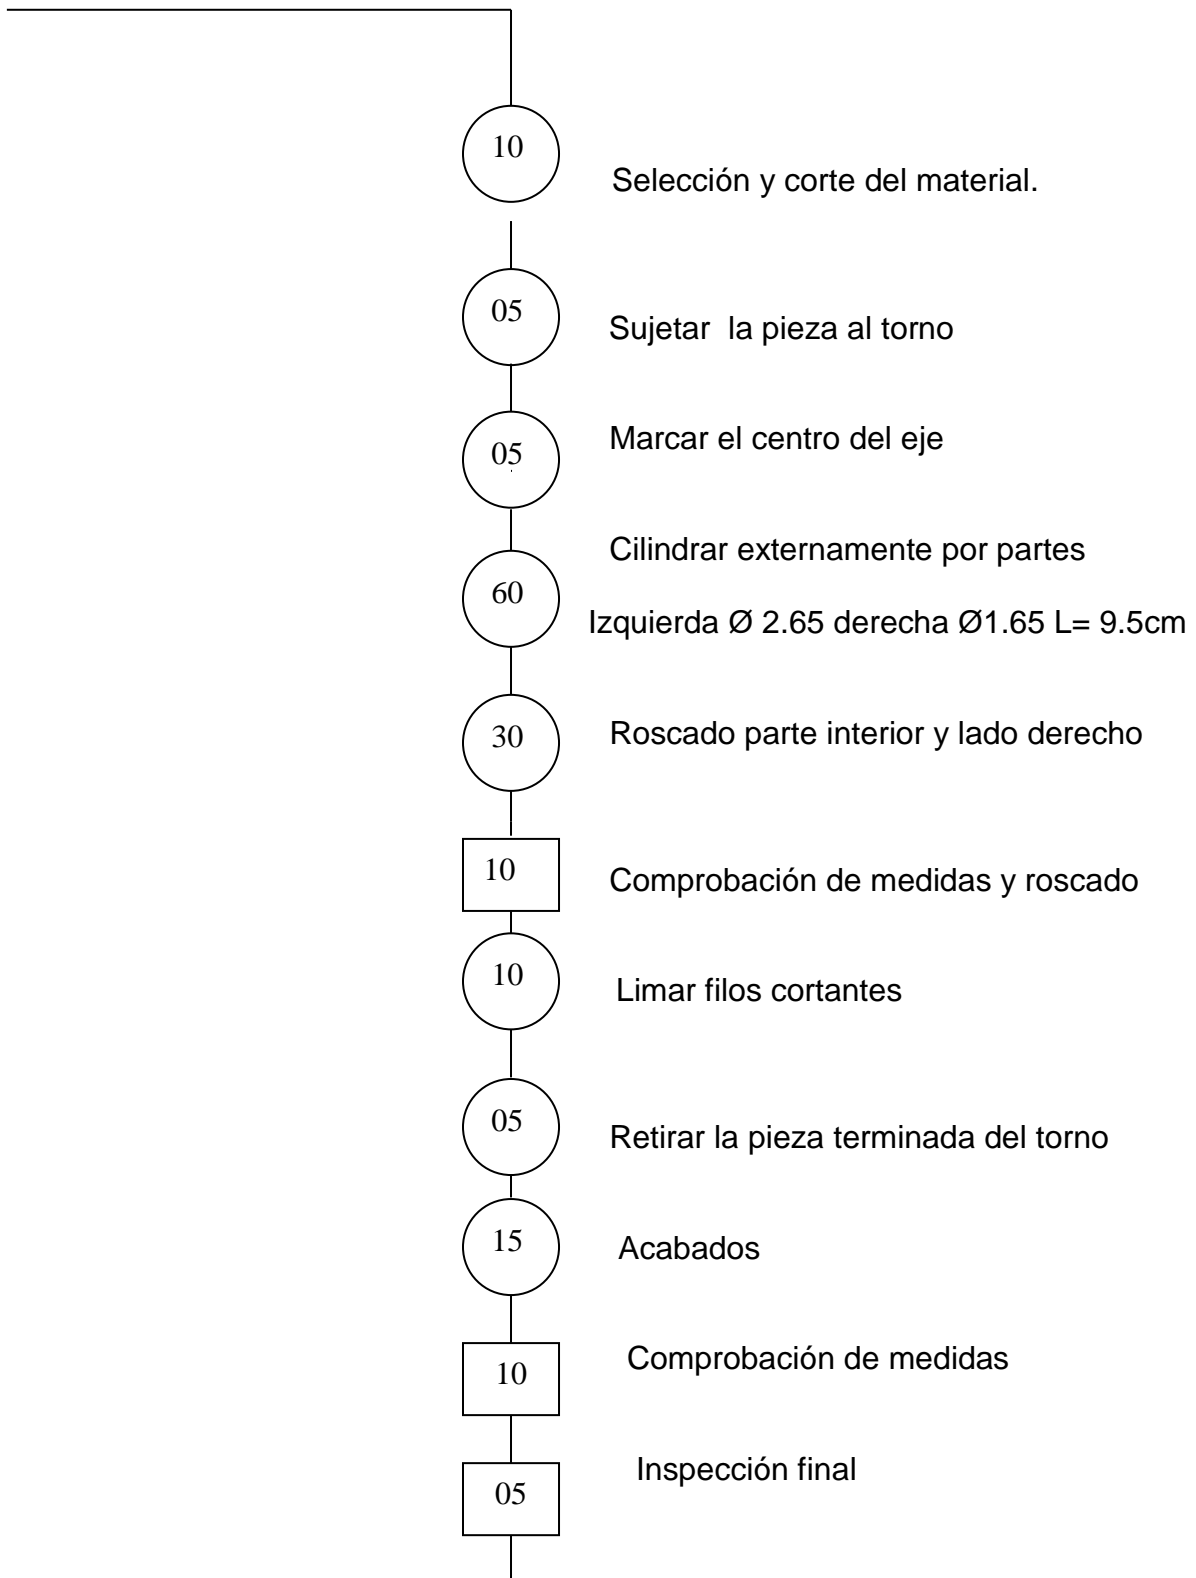 10
Selección y corte del material.
05
Sujetar  la pieza al torno
05
Marcar el centro del eje
Cilindrar externamente por partes
60
Izquierda Ø 2.65 derecha Ø1.65 L= 9.5cm
30
Roscado parte interior y lado derecho
10
Comprobación de medidas y roscado
10
Limar filos cortantes
05
Retirar la pieza terminada del torno
15
Acabados
10
Comprobación de medidas
05
Inspección final